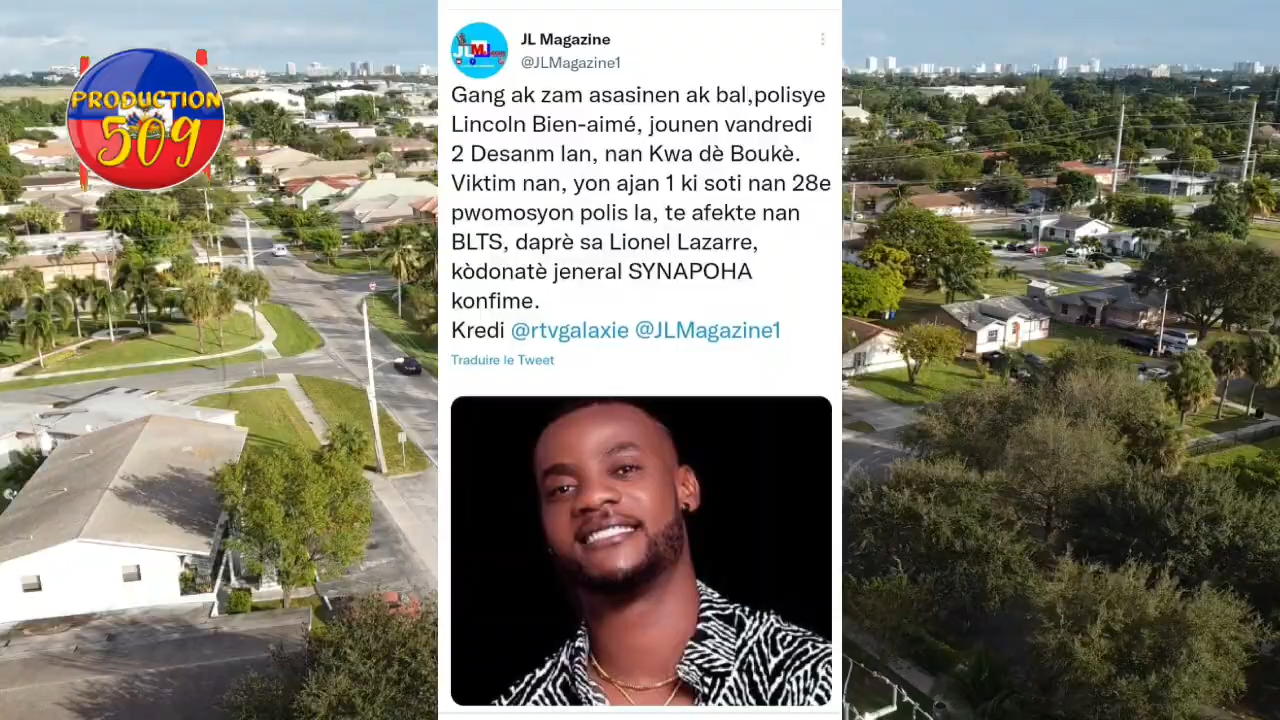 PRODUCTION
509
JL Magazine
@JLMagazine1
Gang ak zam asasinen ak bal,polisye
Lincoln Bien-aimé, jounen vandredi
2 Desanm lan, nan Kwa dè Boukè.
Viktim nan, yon ajan 1 ki soti nan 28e
pwomosyon polis la, te afekte nan
BLTS, daprè sa Lionel Lazarre,
kòdonatè jeneral SYNAPOHA
konfime.
Kredi @rtvgalaxie @JLMagazine1
Traduire le Tweet